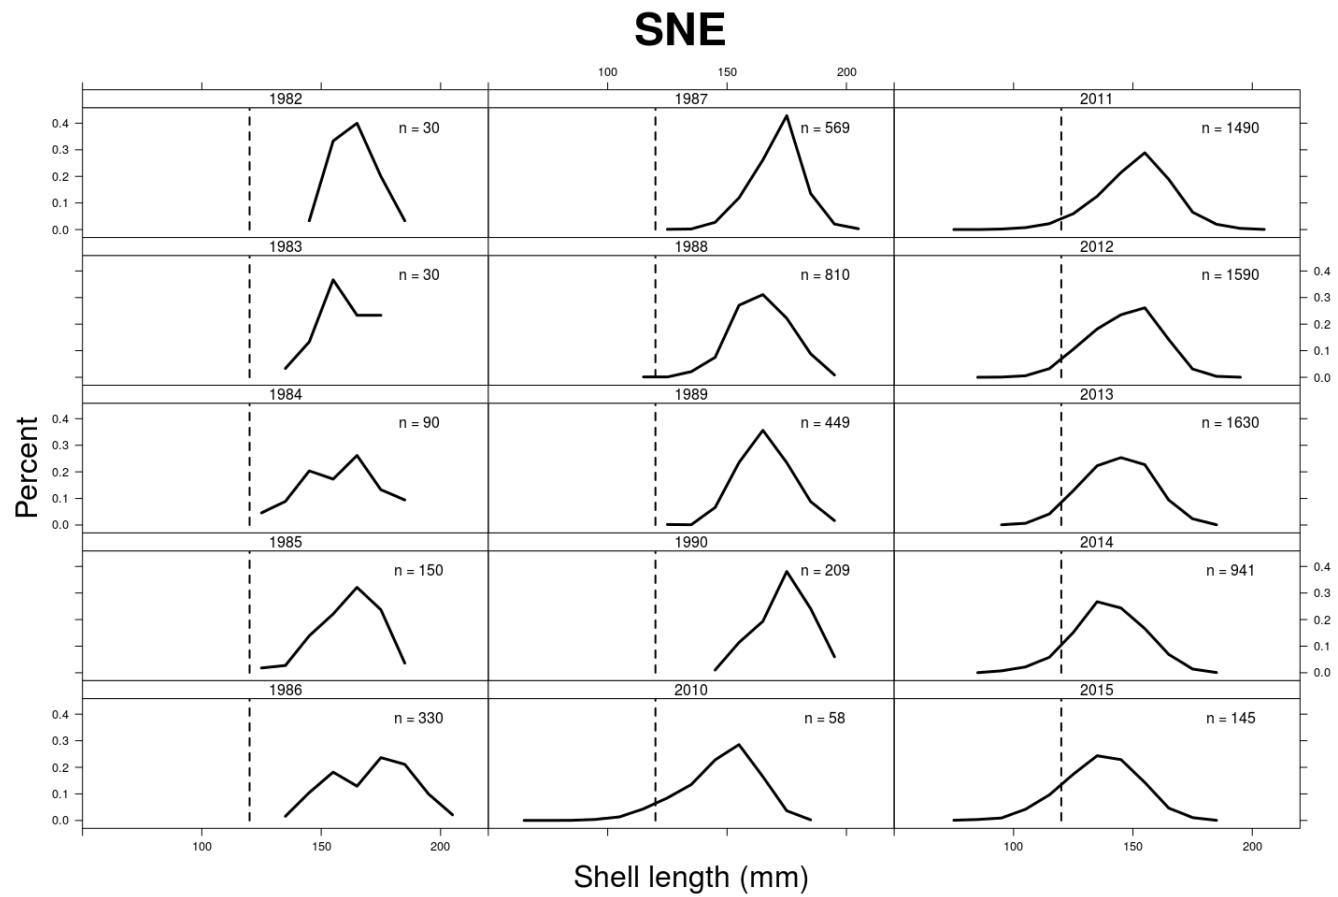 SNE
100 150 200
1982 1987 2011
0.4 n = 30 n = 569 n = 1490
0.3
0.2
0.1
0.0
1983 1988 2012
n = 30 n = 810 n = 1590 0.4
0.3
0.2
0.1
0.0
1984 1989 2013
0.4 n = 90 n = 449 n = 1630
0.3
0.2
0.1
0.0
Percent
1985 1990 2014
n = 150 n = 209 n = 941 0.4
0.3
0.2
0.1
0.0
1986 2010 2015
0.4 n = 330 n = 58 n = 145
0.3
0.2
0.1
0.0
100 150 200 100 150 200
Shell length (mm)